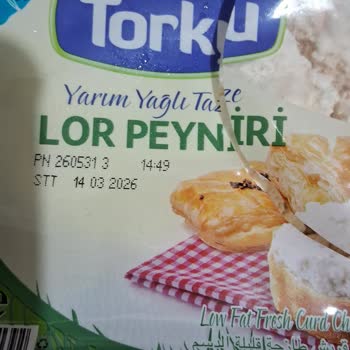 Torku
Yarım Yağlı Taze
LOR PEYNİRİ
PN 260531 3 14:49
STT 14 03 2026
Low Fat Fresh Curd Ch